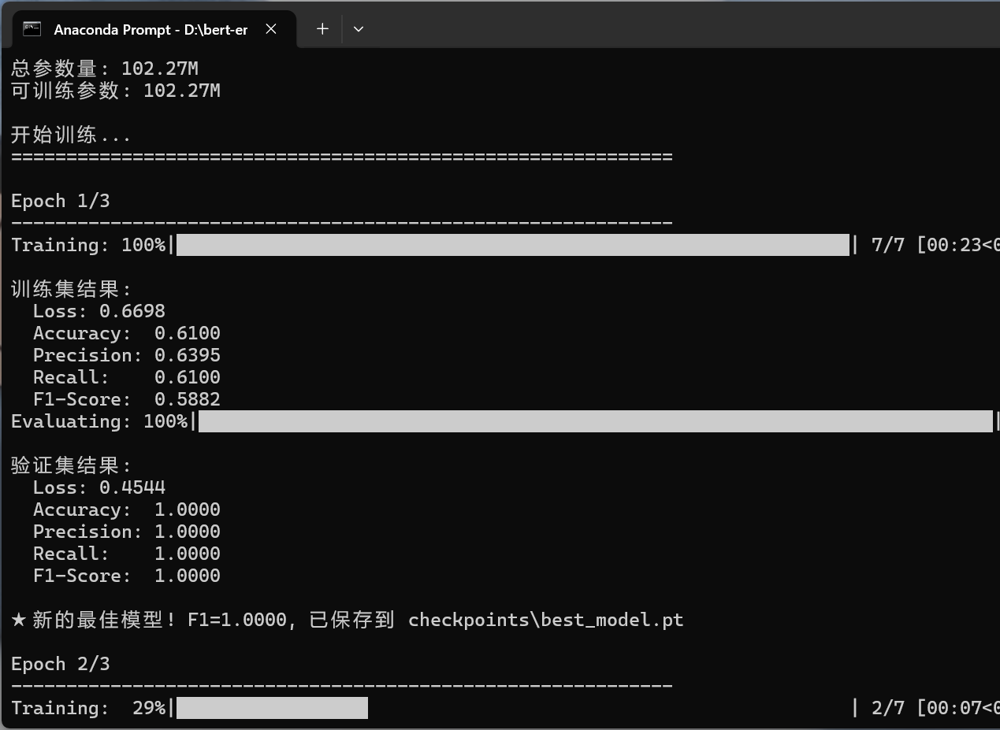 Anaconda Prompt - D:\bert-er
总参数量: 102.27M
可训练参数: 102.27M
开始训练...
============================================================
Epoch 1/3
------------------------------------------------------------
Training: 100%| | 7/7 [00:23<0
训练集结果:
Loss: 0.6698
Accuracy: 0.6100
Precision: 0.6395
Recall: 0.6100
F1-Score: 0.5882
Evaluating: 100%| |
验证集结果:
Loss: 0.4544
Accuracy: 1.0000
Precision: 1.0000
Recall: 1.0000
F1-Score: 1.0000
★ 新的最佳模型! F1=1.0000, 已保存到 checkpoints\best_model.pt
Epoch 2/3
------------------------------------------------------------
Training: 29%| | 2/7 [00:07<0